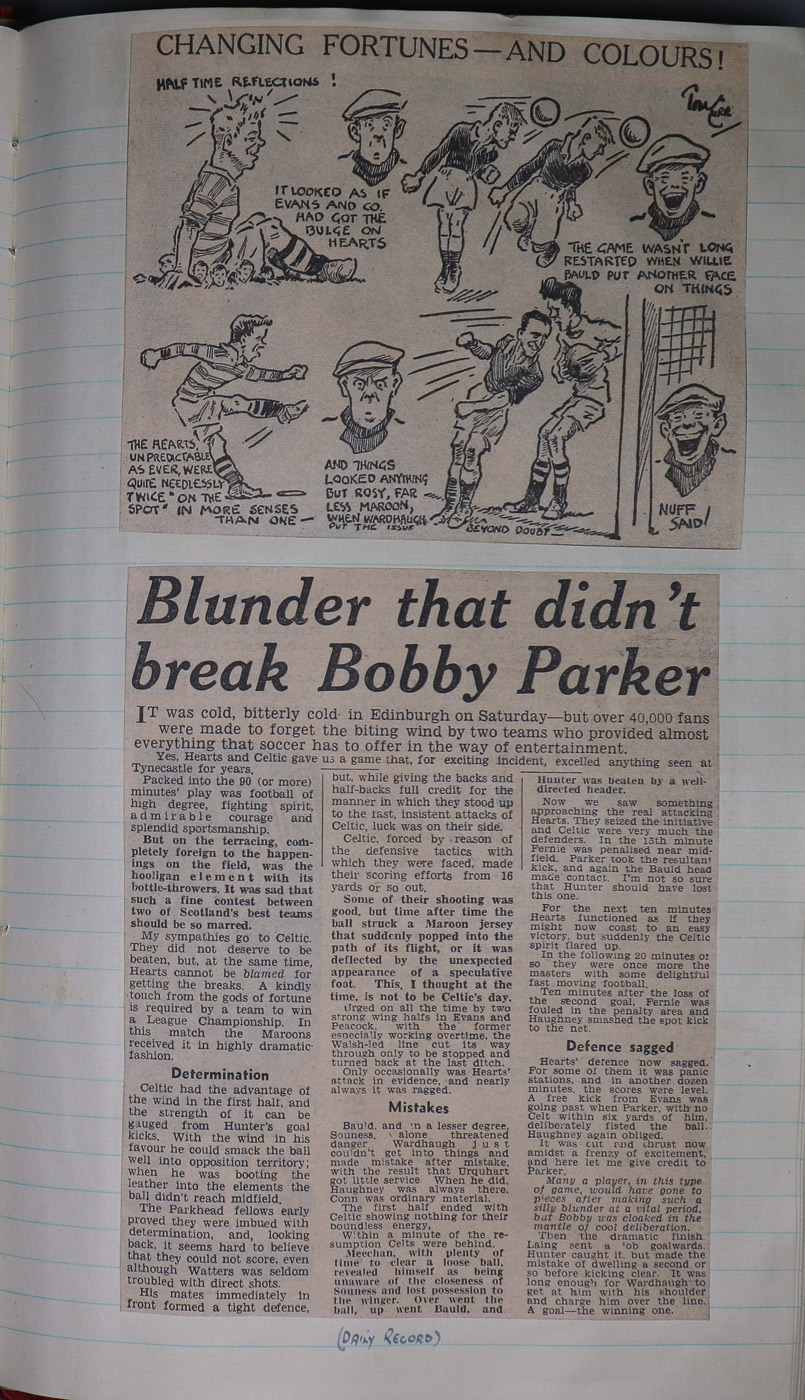 CHANGING FORTUNES—AND COLOURS!
HALF TIME REFLECTIONS!
Tom Cee
IT LOOKED AS IF
EVANS AND CO.
HAD GOT THE
BULGE ON
HEARTS
THE GAME WASN'T LONG
RESTARTED WHEN WILLIE
BAULD PUT ANOTHER FACE
ON THINGS
THE HEARTS,
UNPREDICTABLE
AS EVER, WERE
QUITE NEEDLESSLY
TWICE "ON THE
SPOT" IN MORE SENSES
THAN ONE—
AND THINGS
LOOKED ANYTHING
BUT ROSY, FAR
LESS MAROON,
WHEN WARDHAUGH
PUT THE ISSUE
BEYOND DOUBT—
NUFF
SAID!
Blunder that didn't
break Bobby Parker
IT was cold, bitterly cold in Edinburgh on Saturday—but over 40,000 fans
were made to forget the biting wind by two teams who provided almost
everything that soccer has to offer in the way of entertainment.
Yes, Hearts and Celtic gave us a game that, for exciting incident, excelled anything seen at
Tynecastle for years.
Packed into the 90 (or more)
minutes' play was football of
high degree, fighting spirit,
admirable courage and
splendid sportsmanship.
But on the terracing, com-
pletely foreign to the happen-
ings on the field, was the
hooligan element with its
bottle-throwers. It was sad that
such a fine contest between
two of Scotland's best teams
should be so marred.
My sympathies go to Celtic.
They did not deserve to be
beaten, but, at the same time,
Hearts cannot be blamed for
getting the breaks. A kindly
touch from the gods of fortune
is required by a team to win
a League Championship. In
this match the Maroons
received it in highly dramatic
fashion.
Determination
Celtic had the advantage of
the wind in the first half, and
the strength of it can be
gauged from Hunter's goal
kicks. With the wind in his
favour he could smack the ball
well into opposition territory;
when he was booting the
leather into the elements the
ball didn't reach midfield.
The Parkhead fellows early
proved they were imbued with
determination, and, looking
back, it seems hard to believe
that they could not score, even
although Watters was seldom
troubled with direct shots.
His mates immediately in
front formed a tight defence,
but, while giving the backs and
half-backs full credit for the
manner in which they stood up
to the fast, insistent attacks of
Celtic, luck was on their side.
Celtic, forced by reason of
the defensive tactics with
which they were faced, made
their scoring efforts from 16
yards or so out.
Some of their shooting was
good, but time after time the
ball struck a Maroon jersey
that suddenly popped into the
path of its flight, or it was
deflected by the unexpected
appearance of a speculative
foot. This, I thought at the
time, is not to be Celtic's day.
Urged on all the time by two
strong wing halfs in Evans and
Peacock, with the former
especially working overtime, the
Walsh-led line cut its way
through only to be stopped and
turned back at the last ditch.
Only occasionally was Hearts'
attack in evidence, and nearly
always it was ragged.
Mistakes
Bauld, and in a lesser degree,
Souness, alone threatened
danger Wardhaugh just
couldn't get into things and
made mistake after mistake,
with the result that Urquhart
got little service When he did,
Haughney was always there.
Conn was ordinary material.
The first half ended with
Celtic showing nothing for their
boundless energy,
Within a minute of the re-
sumption Celts were behind.
Meechan, with plenty of
time to clear a loose ball,
revealed himself as being
unaware of the closeness of
Souness and lost possession to
the winger. Over went the
ball, up went Bauld, and
Hunter was beaten by a well-
directed header.
Now we saw something
approaching the real attacking
Hearts. They seized the initiative
and Celtic were very much the
defenders. In the 15th minute
Fernie was penalised near mid-
field. Parker took the resultant
kick, and again the Bauld head
made contact. I'm not so sure
that Hunter should have lost
this one.
For the next ten minutes
Hearts functioned as if they
might now coast to an easy
victory, but suddenly the Celtic
spirit flared up.
In the following 20 minutes or
so they were once more the
masters with some delightful
fast moving football.
Ten minutes after the loss of
the second goal, Fernie was
fouled in the penalty area and
Haughney smashed the spot kick
to the net.
Defence sagged
Hearts' defence now sagged.
For some of them it was panic
stations, and in another dozen
minutes, the scores were level.
A free kick from Evans was
going past when Parker, with no
Celt within six yards of him,
deliberately fisted the ball.
Haughney again obliged.
It was cut and thrust now
amidst a frenzy of excitement,
and here let me give credit to
Parker.
Many a player, in this type
of game, would have gone to
pieces after making such a
silly blunder at a vital period,
but Bobby was cloaked in the
mantle of cool deliberation.
Then the dramatic finish
Laing sent a lob goalwards.
Hunter caught it, but made the
mistake of dwelling a second or
so before kicking clear. It was
long enough for Wardhaugh to
get at him with his shoulder
and charge him over the line.
A goal—the winning one.
(DAILY RECORD)